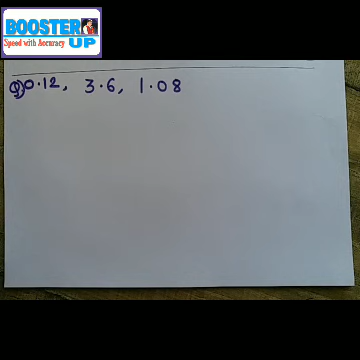 BOOSTER
Speed with Accuracy UP
Q) 0.12, 3.6, 1.08